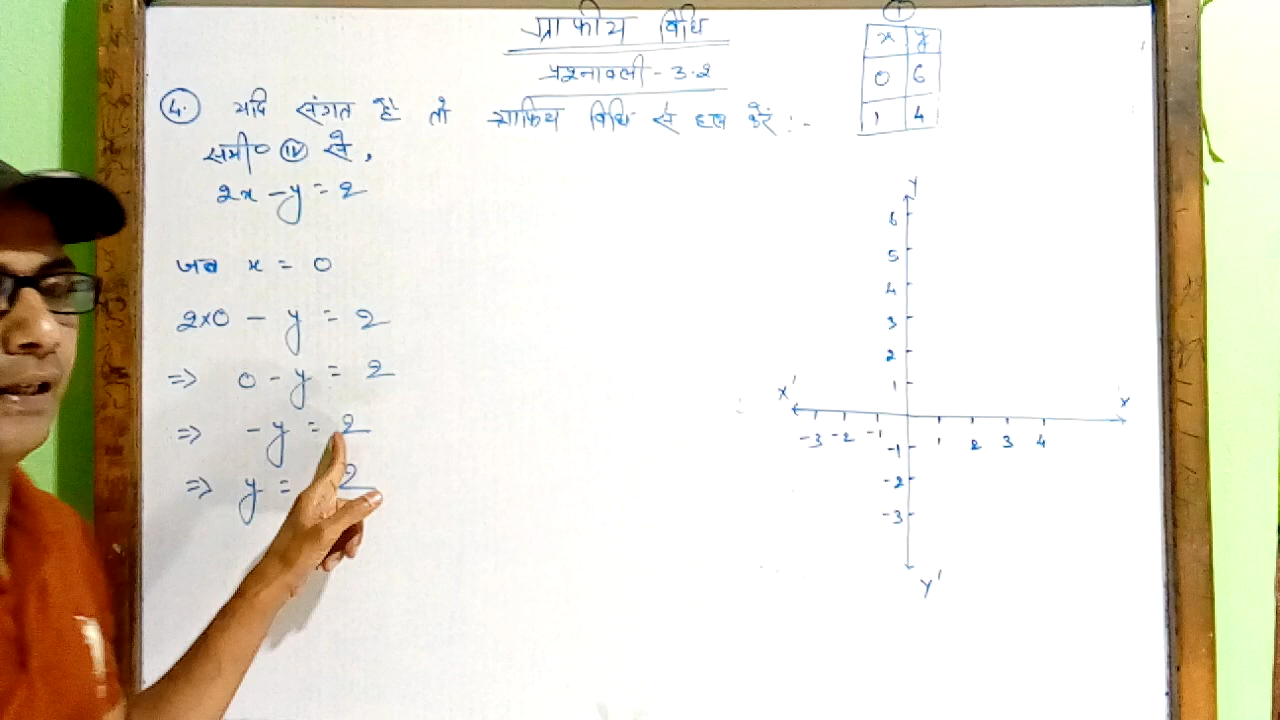 ग्राफीय विधि
प्रश्नावली - 3.2
4. यदि संगत है तो ग्राफिय विधि से हल करें :-
समी० (iv) से,
2x - y = 2
जब x = 0
2x0 - y = 2
=> 0 - y = 2
=> -y = 2
=> y = 2
(1)
x y
0 6
1 4
Y
6
5
4
3
2
1
X' X
-3 -2 -1 1 2 3 4
-1
-2
-3
Y'